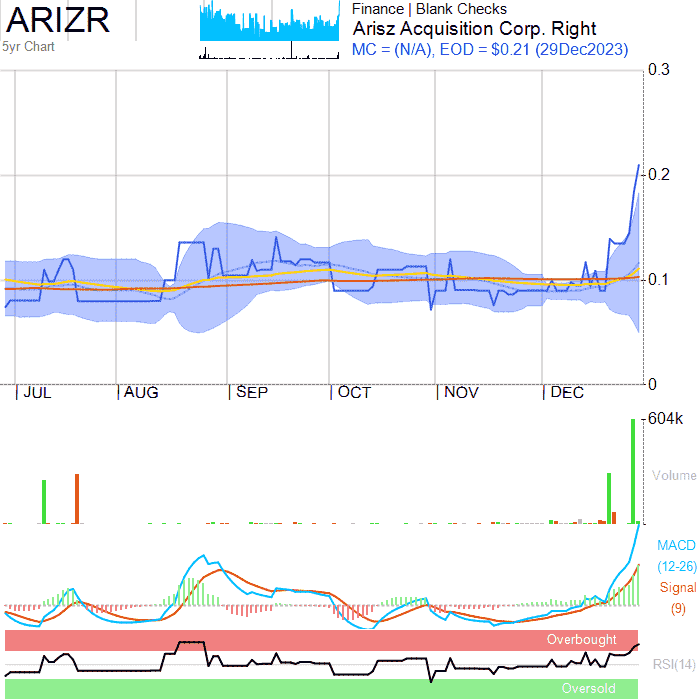 ARIZR
5yr Chart
Finance | Blank Checks
Arisz Acquisition Corp. Right
MC = (N/A), EOD = $0.21 (29Dec2023)
0.3
0.2
0.1
0
JUL AUG SEP OCT NOV DEC
604k
Volume
MACD
(12-26)
Signal
(9)
Overbought
RSI(14)
Oversold